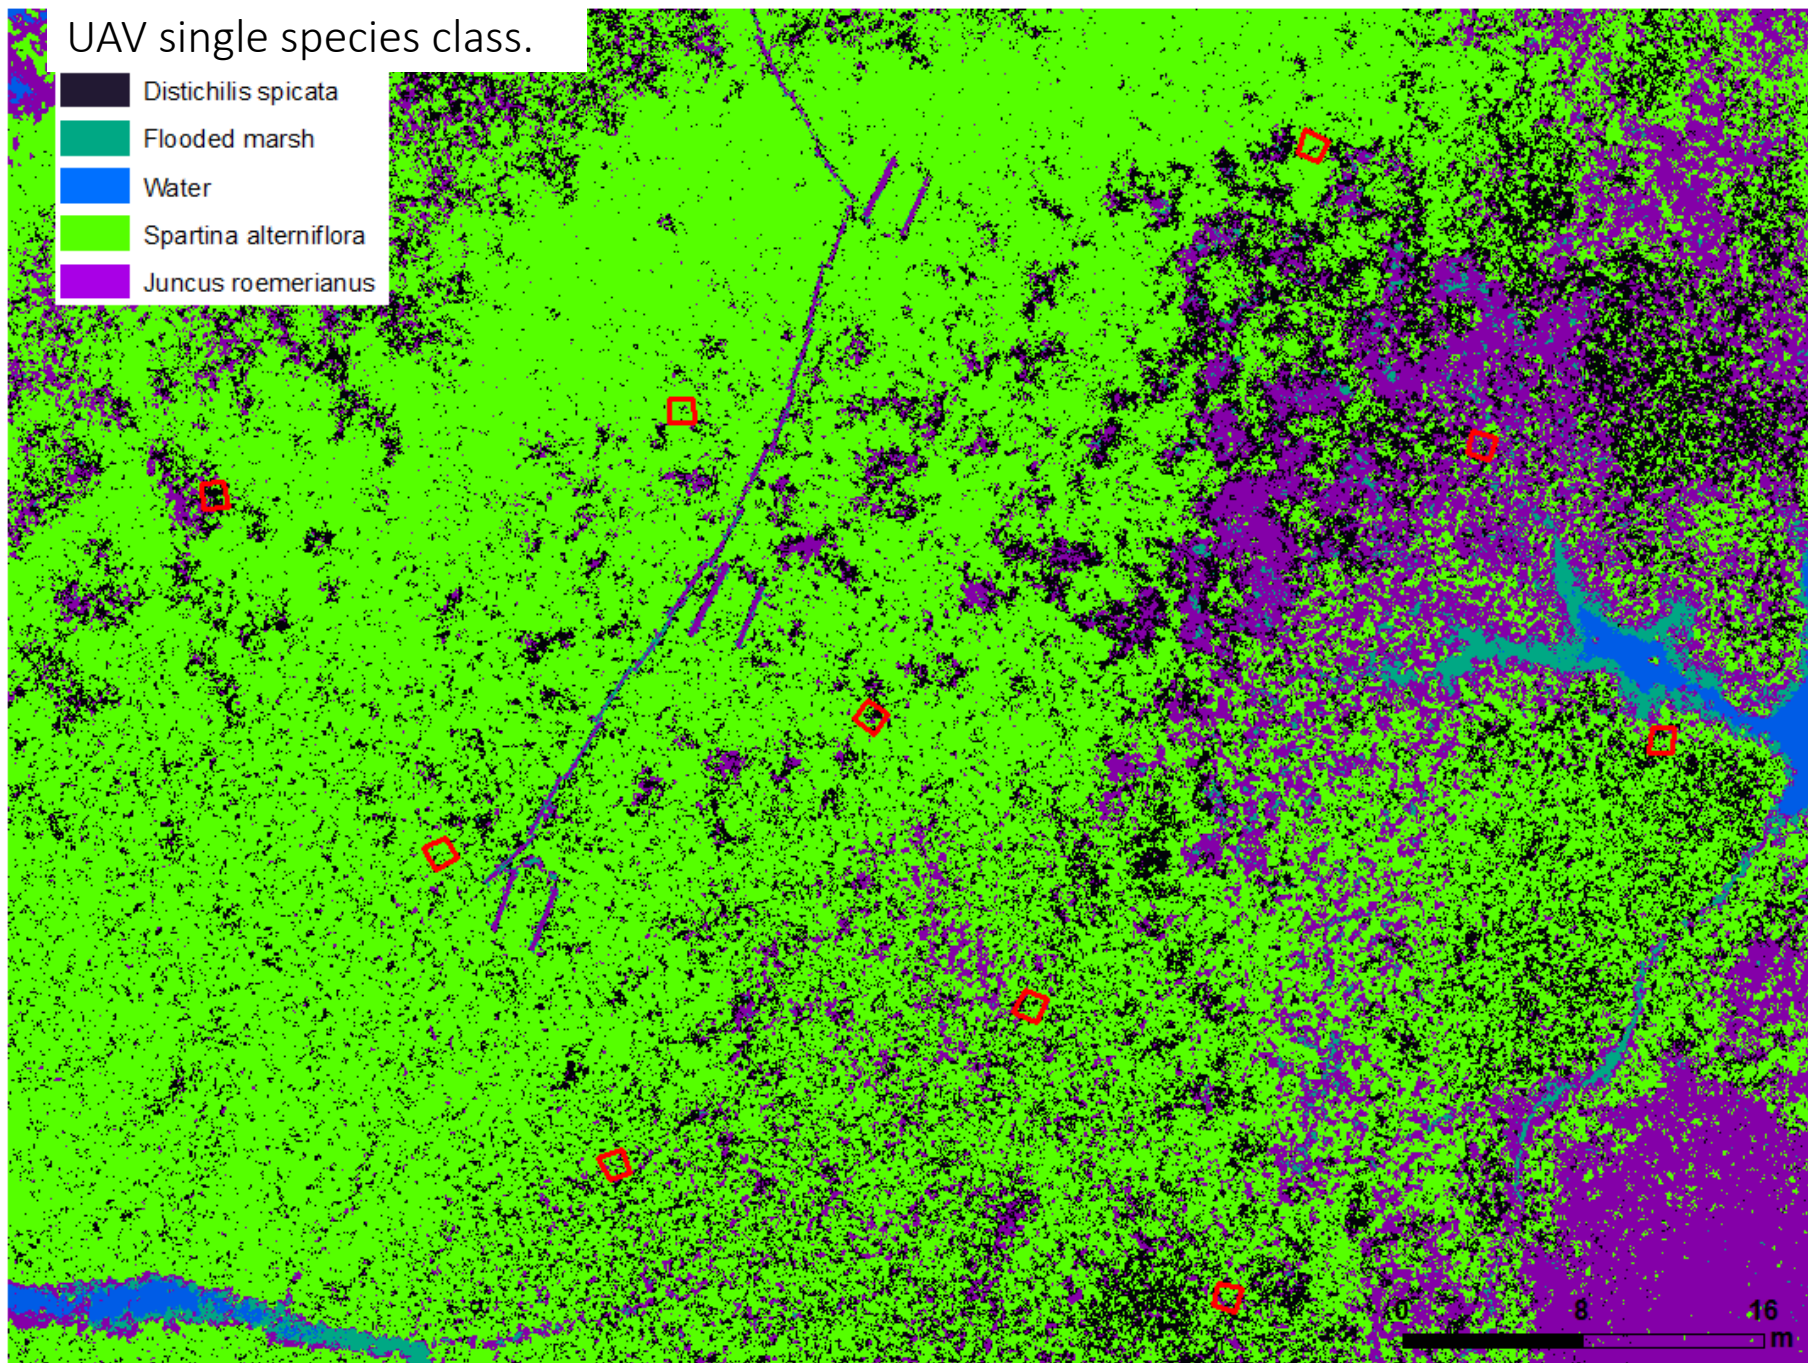 UAV single species class.
Distichilis spicata
Flooded marsh
Water
Spartina alterniflora
Juncus roemerianus
0 8 16
m